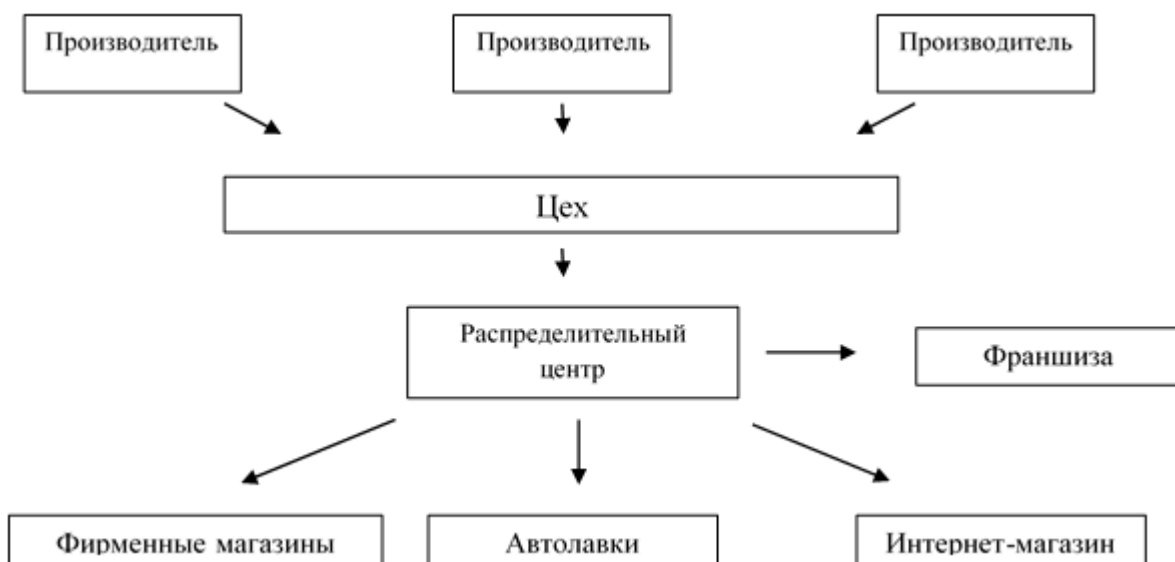 Производитель
Производитель
Производитель
Цех
Распределительный
центр
Франшиза
Фирменные магазины
Автолавки
Интернет-магазин